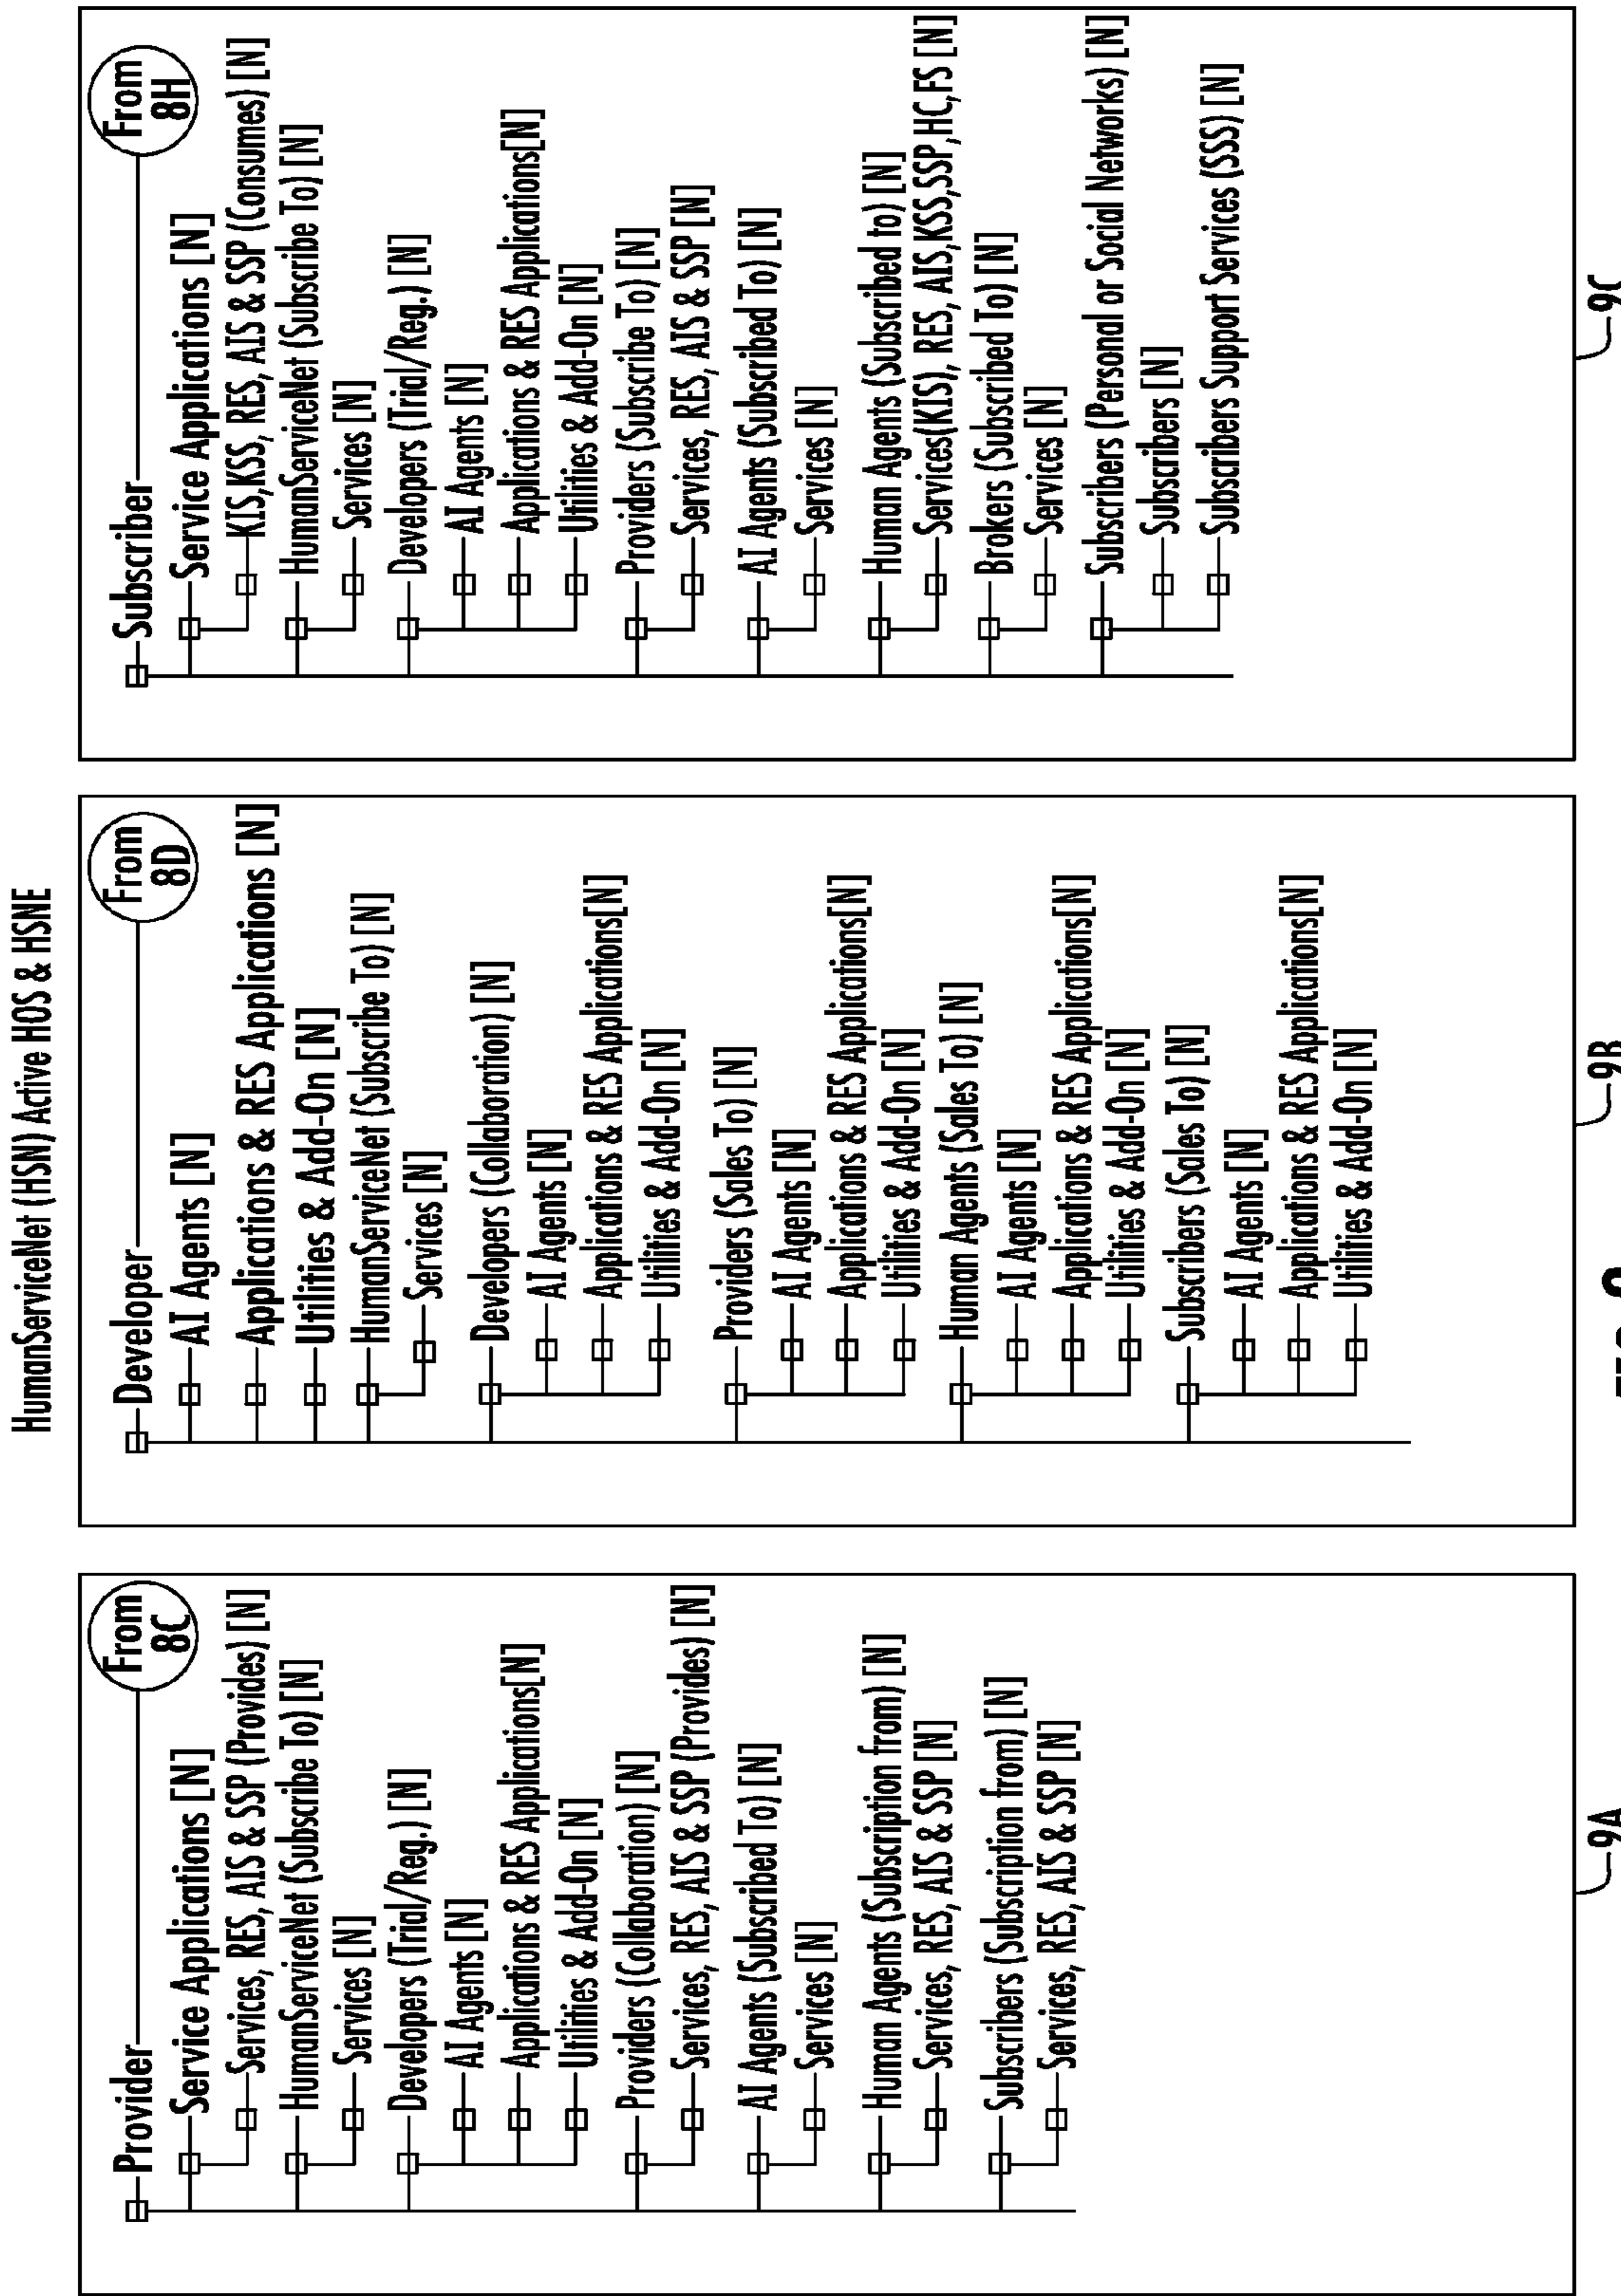 HumanServiceNet (HSN) Active HOS & HSNE
Provider
From
8C
Service Applications [N]
Services, RES, AIS & SSP (Provides) [N]
HumanServiceNet (Subscribe To) [N]
Services [N]
Developers (Trial/Reg.) [N]
AI Agents [N]
Applications & RES Applications[N]
Utilities & Add-On [N]
Providers (Collaboration) [N]
Services, RES, AIS & SSP (Provides) [N]
AI Agents (Subscribed To) [N]
Services [N]
Human Agents (Subscription from) [N]
Services, RES, AIS & SSP [N]
Subscribers (Subscription from) [N]
Services, RES, AIS & SSP [N]
9A
Developer
From
8D
AI Agents [N]
Applications & RES Applications [N]
Utilities & Add-On [N]
HumanServiceNet (Subscribe To) [N]
Services [N]
Developers (Collaboration) [N]
AI Agents [N]
Applications & RES Applications[N]
Utilities & Add-On [N]
Providers (Sales To) [N]
AI Agents [N]
Applications & RES Applications[N]
Utilities & Add-On [N]
Human Agents (Sales To) [N]
AI Agents [N]
Applications & RES Applications[N]
Utilities & Add-On [N]
Subscribers (Sales To) [N]
AI Agents [N]
Applications & RES Applications[N]
Utilities & Add-On [N]
9B
Subscriber
From
8H
Service Applications [N]
KIS,KSS, RES, AIS & SSP (Consumes) [N]
HumanServiceNet (Subscribe To) [N]
Services [N]
Developers (Trial/Reg.) [N]
AI Agents [N]
Applications & RES Applications[N]
Utilities & Add-On [N]
Providers (Subscribe To) [N]
Services, RES, AIS & SSP [N]
AI Agents (Subscribed To) [N]
Services [N]
Human Agents (Subscribed to) [N]
Services(KIS), RES, AIS,KSS,SSP,HC,FS [N]
Brokers (Subscribed To) [N]
Services [N]
Subscribers (Personal or Social Networks) [N]
Subscribers [N]
Subscribers Support Services (SSS) [N]
9C